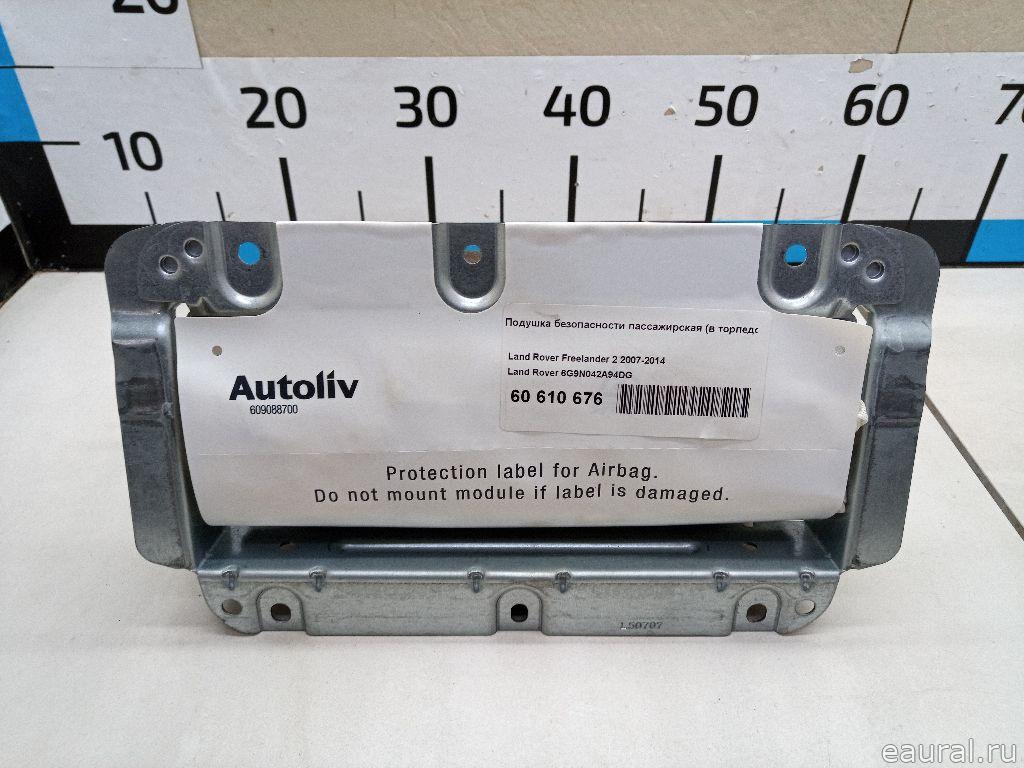 20 30 40 50 60
10
Подушка безопасности пассажирская (в торпедо
Land Rover Freelander 2 2007-2014
Land Rover 6G9N042A94DG
60 610 676
Autoliv
609088700
Protection label for Airbag.
Do not mount module if label is damaged.
L50707
eaural.ru